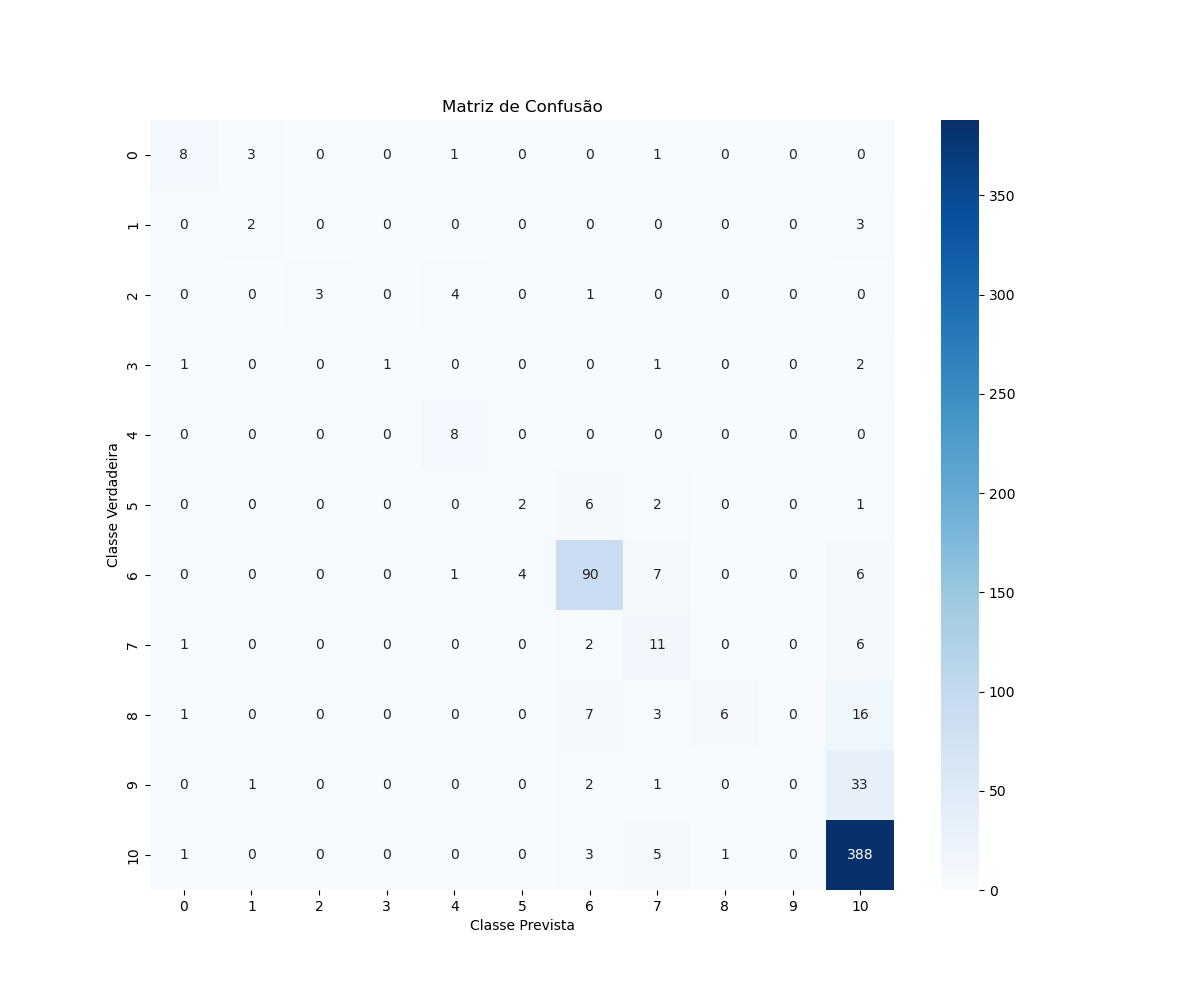 Matriz de Confusão
0 8 3 0 0 1 0 0 1 0 0 0
1 0 2 0 0 0 0 0 0 0 0 3
2 0 0 3 0 4 0 1 0 0 0 0
3 1 0 0 1 0 0 0 1 0 0 2
4 0 0 0 0 8 0 0 0 0 0 0
5 0 0 0 0 0 2 6 2 0 0 1
6 0 0 0 0 1 4 90 7 0 0 6
7 1 0 0 0 0 0 2 11 0 0 6
8 1 0 0 0 0 0 7 3 6 0 16
9 0 1 0 0 0 0 2 1 0 0 33
10 1 0 0 0 0 0 3 5 1 0 388
0 1 2 3 4 5 6 7 8 9 10
Classe Prevista
Classe Verdadeira
350
300
250
200
150
100
50
0